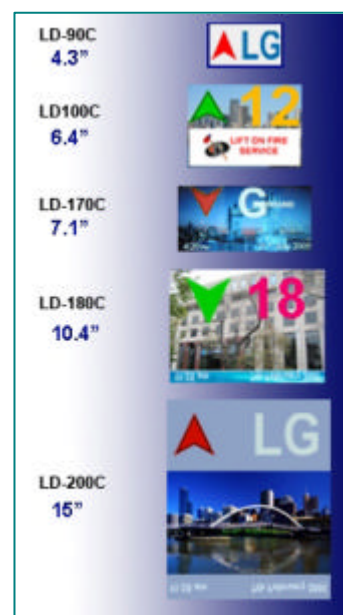 LD-90C
4.3”
LG
LD100C
6.4”
12
LIFT ON FIRE
SERVICE
LD-170C
7.1”
G
LD-180C
10.4”
18
LD-200C
15”
LG